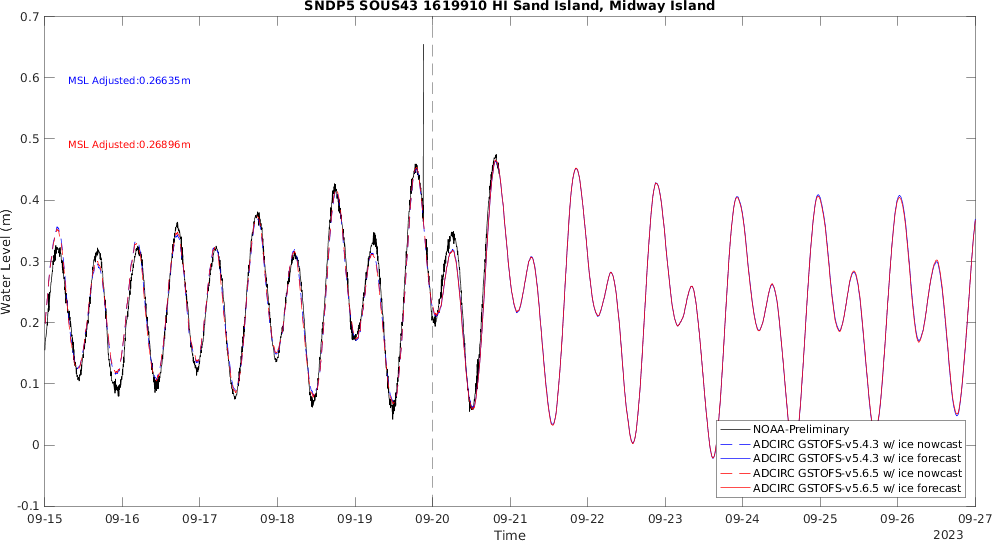 SNDP5 SOUS43 1619910 HI Sand Island, Midway Island
0.7
0.6
0.5
0.4
0.3
0.2
0.1
0
-0.1
Water Level (m)
MSL Adjusted:0.26635m
MSL Adjusted:0.26896m
NOAA-Preliminary
ADCIRC GSTOFS-v5.4.3 w/ ice nowcast
ADCIRC GSTOFS-v5.4.3 w/ ice forecast
ADCIRC GSTOFS-v5.6.5 w/ ice nowcast
ADCIRC GSTOFS-v5.6.5 w/ ice forecast
09-15 09-16 09-17 09-18 09-19 09-20 09-21 09-22 09-23 09-24 09-25 09-26 09-27
Time
2023